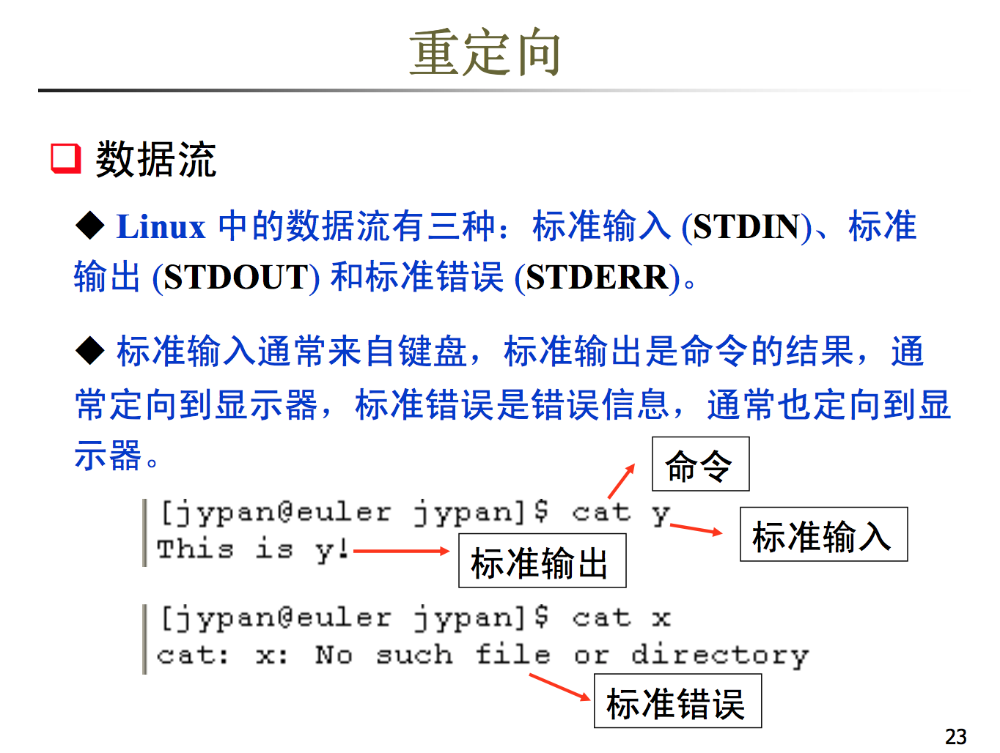 重定向
数据流
Linux 中的数据流有三种：标准输入 (STDIN)、标准
输出 (STDOUT) 和标准错误 (STDERR)。
标准输入通常来自键盘，标准输出是命令的结果，通
常定向到显示器，标准错误是错误信息，通常也定向到显
示器。
命令
[jypan@euler jypan]$ cat y
标准输入
This is y!
标准输出
[jypan@euler jypan]$ cat x
cat: x: No such file or directory
标准错误
23